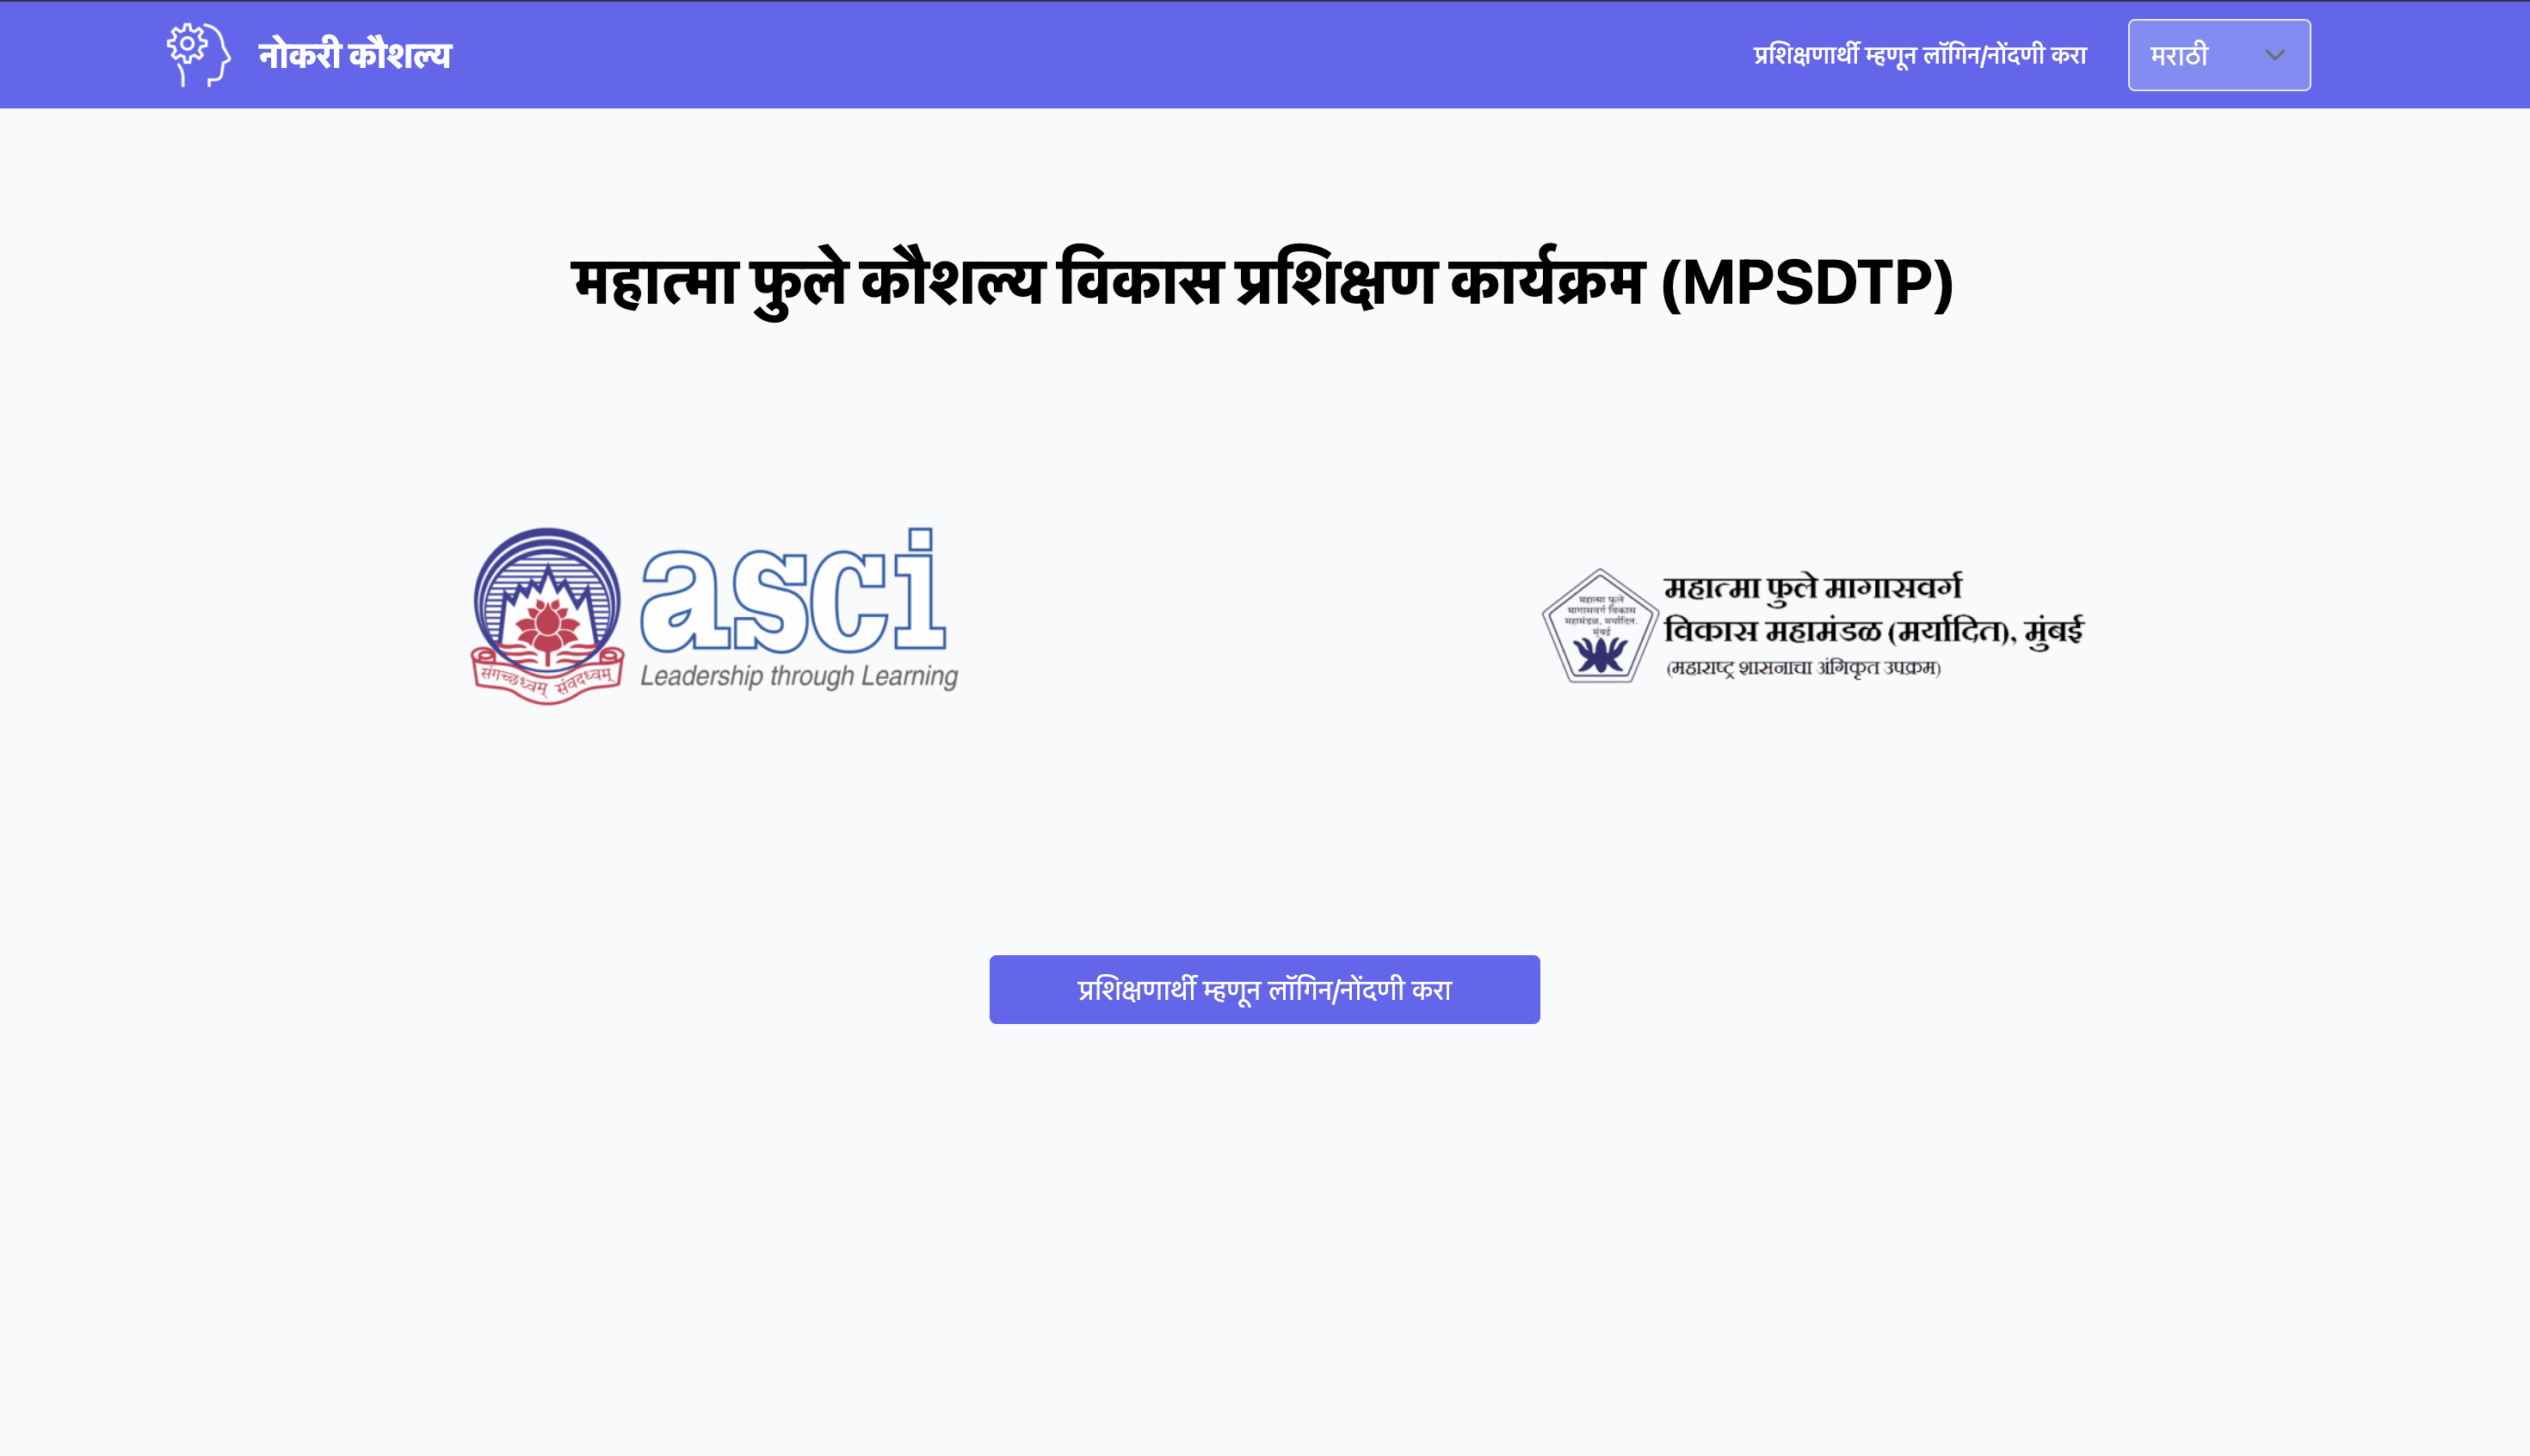 नोकरी कौशल्य
प्रशिक्षणार्थी म्हणून लॉगिन/नोंदणी करा
मराठी
महात्मा फुले कौशल्य विकास प्रशिक्षण कार्यक्रम (MPSDTP)
asci
Leadership through Learning
संगच्छध्वम् संवदध्वम्
महात्मा फुले
मागासवर्ग विकास
महामंडळ, मर्यादित.
मुंबई
महात्मा फुले मागासवर्ग
विकास महामंडळ (मर्यादित), मुंबई
(महाराष्ट्र शासनाचा अंगिकृत उपक्रम)
प्रशिक्षणार्थी म्हणून लॉगिन/नोंदणी करा